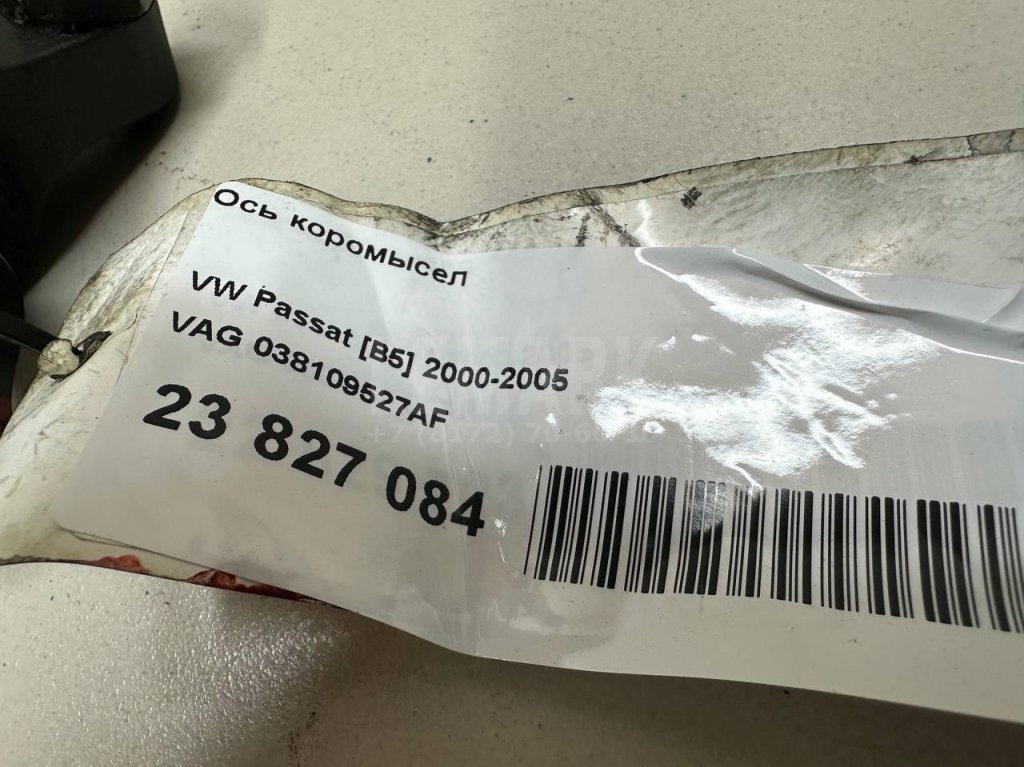 Ось коромысел
VW Passat [B5] 2000-2005
VAG 038109527AF
23 827 084